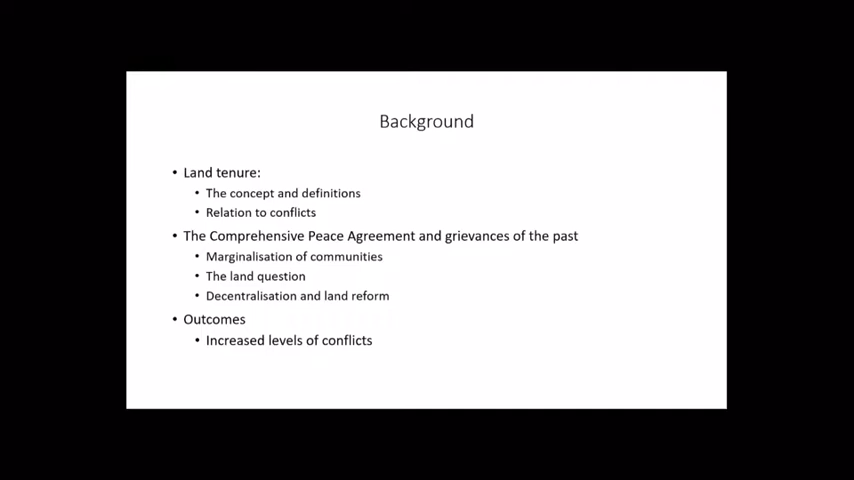 Background
• Land tenure:
• The concept and definitions
• Relation to conflicts
• The Comprehensive Peace Agreement and grievances of the past
• Marginalisation of communities
• The land question
• Decentralisation and land reform
• Outcomes
• Increased levels of conflicts